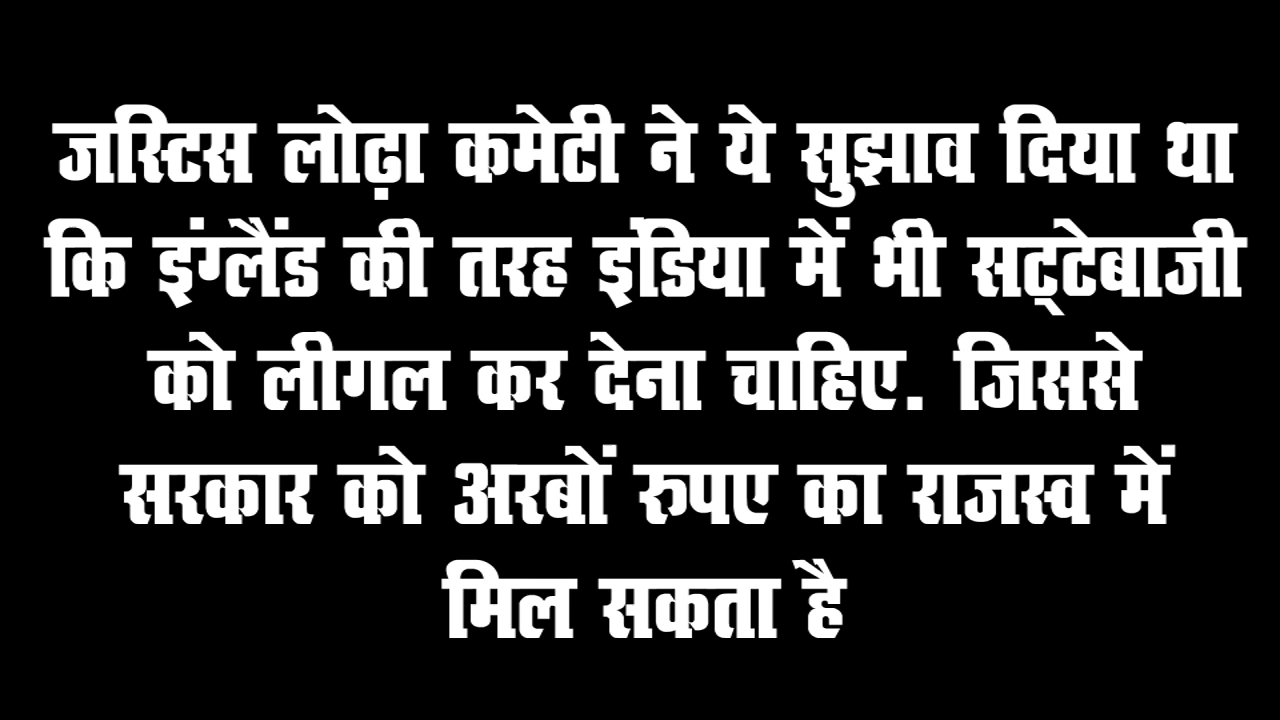 जस्टिस लोढ़ा कमेटी ने ये सुझाव दिया था
कि इंग्लैंड की तरह इंडिया में भी सट्टेबाजी
को लीगल कर देना चाहिए. जिससे
सरकार को अरबों रुपए का राजस्व में
मिल सकता है